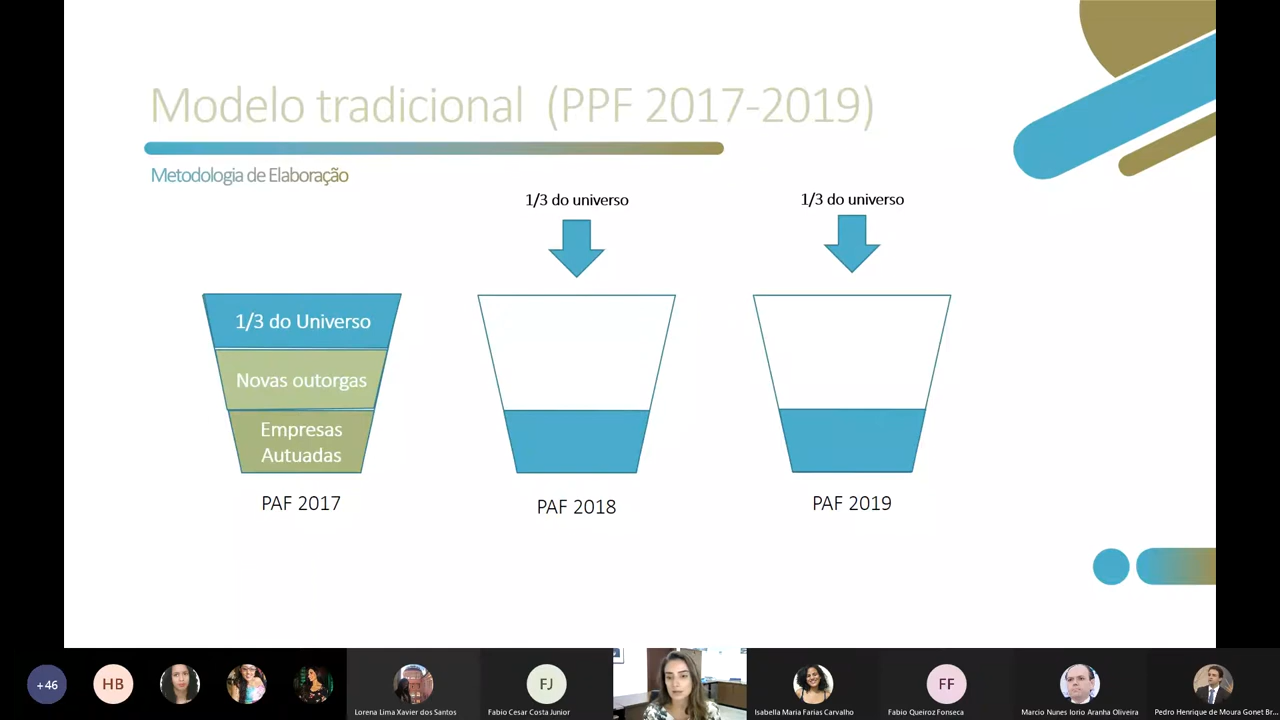 Modelo tradicional (PPF 2017-2019)
Metodologia de Elaboração
1/3 do universo
1/3 do universo
1/3 do Universo
Novas outorgas
Empresas
Autuadas
PAF 2017
PAF 2018
PAF 2019
+46
HB
FJ
FF
Lorena Lima Xavier dos Santos
Fabio Cesar Costa Junior
Isabella Maria Farias Carvalho
Fabio Queiroz Fonseca
Marcio Nunes Iorio Aranha Oliveira
Pedro Henrique de Moura Gonet Br...